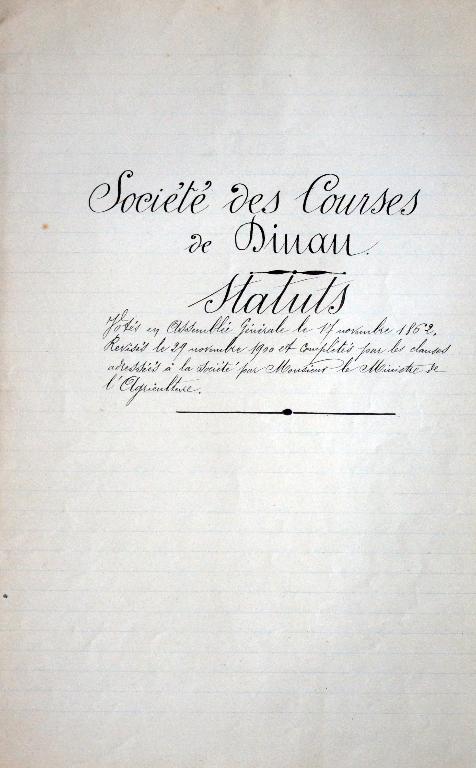 Société des Courses
de Dinan.
Statuts
Votés en Assemblée Générale le 17 novembre 1852.
Revisés le 29 novembre 1900 et complétés par les clauses
adressées à la Société par Monsieur le Ministre de
l'Agriculture.